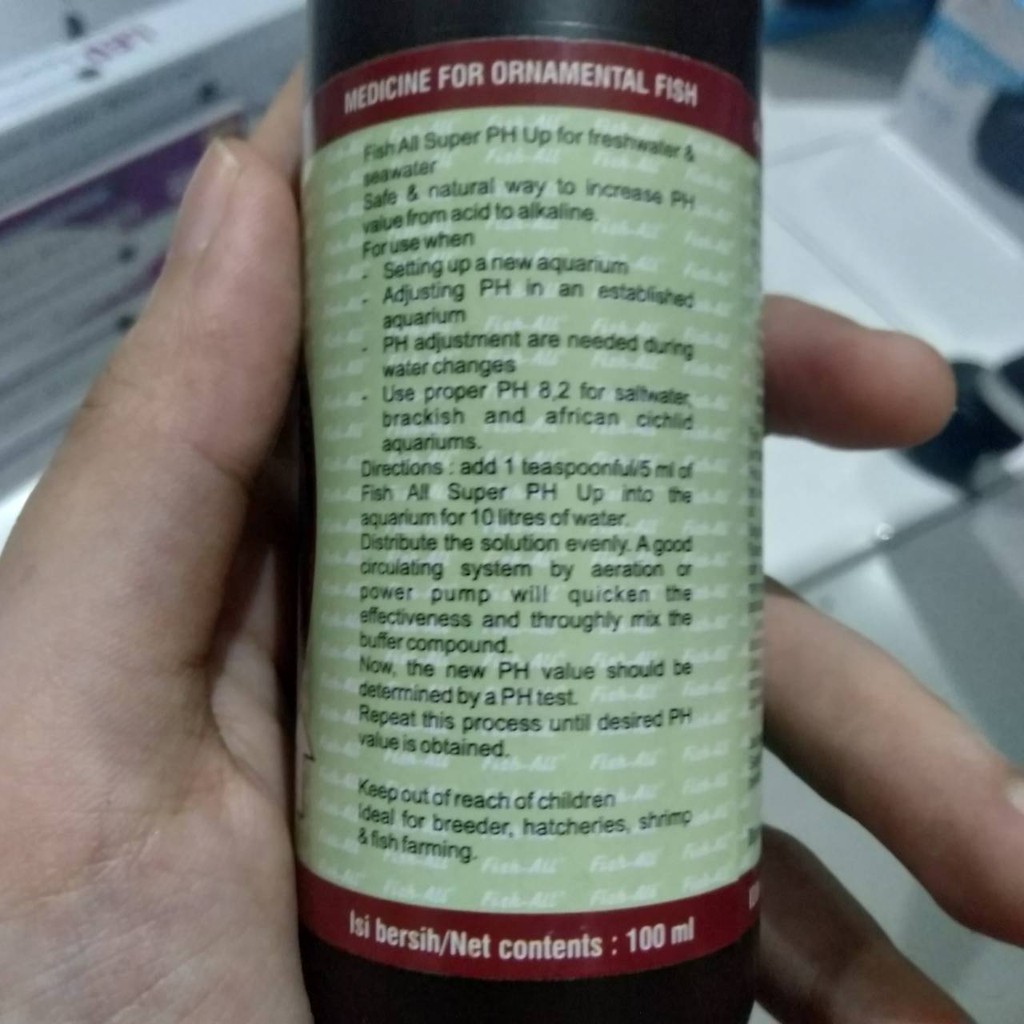 MEDICINE FOR ORNAMENTAL FISH
Fish All Super PH Up for freshwater &
seawater
Safe & natural way to increase PH
value from acid to alkaline.
For use when
- Setting up a new aquarium
- Adjusting PH in an established
aquarium
- PH adjustment are needed during
water changes
- Use proper PH 8,2 for saltwater,
brackish and african cichlid
aquariums.
Directions : add 1 teaspoonful/5 ml of
Fish All Super PH Up into the
aquarium for 10 litres of water.
Distribute the solution evenly. A good
circulating system by aeration or
power pump will quicken the
effectiveness and throughly mix the
buffer compound.
Now, the new PH value should be
determined by a PH test.
Repeat this process until desired PH
value is obtained.
Keep out of reach of children
Ideal for breeder, hatcheries, shrimp
& fish farming.
Isi bersih/Net contents : 100 ml